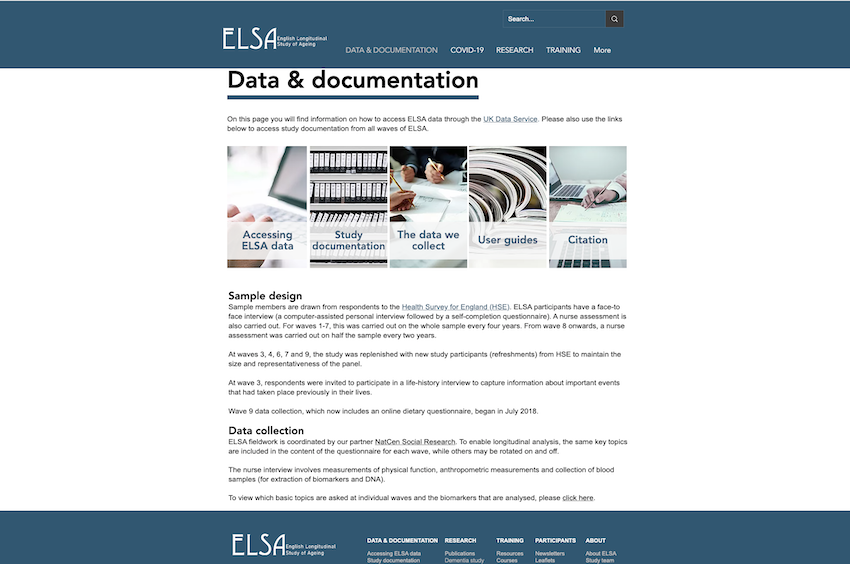 Search...
ELSA English Longitudinal
Study of Ageing
DATA & DOCUMENTATION COVID-19 RESEARCH TRAINING More
Data & documentation
On this page you will find information on how to access ELSA data through the UK Data Service. Please also use the links
below to access study documentation from all waves of ELSA.
Accessing
ELSA data
Study
documentation
The data we
collect
User guides
Citation
Sample design
Sample members are drawn from respondents to the Health Survey for England (HSE). ELSA participants have a face-to
face interview (a computer-assisted personal interview followed by a self-completion questionnaire). A nurse assessment is
also carried out. For waves 1-7, this was carried out on the whole sample every four years. From wave 8 onwards, a nurse
assessment was carried out on half the sample every two years.
At waves 3, 4, 6, 7 and 9, the study was replenished with new study participants (refreshments) from HSE to maintain the
size and representativeness of the panel.
At wave 3, respondents were invited to participate in a life-history interview to capture information about important events
that had taken place previously in their lives.
Wave 9 data collection, which now includes an online dietary questionnaire, began in July 2018.
Data collection
ELSA fieldwork is coordinated by our partner NatCen Social Research. To enable longitudinal analysis, the same key topics
are included in the content of the questionnaire for each wave, while others may be rotated on and off.
The nurse interview involves measurements of physical function, anthropometric measurements and collection of blood
samples (for extraction of biomarkers and DNA).
To view which basic topics are asked at individual waves and the biomarkers that are analysed, please click here.
ELSA English Longitudinal
Study of Ageing
DATA & DOCUMENTATION RESEARCH TRAINING PARTICIPANTS ABOUT
Accessing ELSA data Publications Resources Newsletters About ELSA
Study documentation Dementia study Courses Leaflets Study team